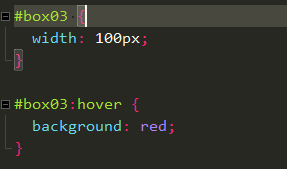 #box03 {
  width: 100px;
}
#box03:hover {
  background: red;
}